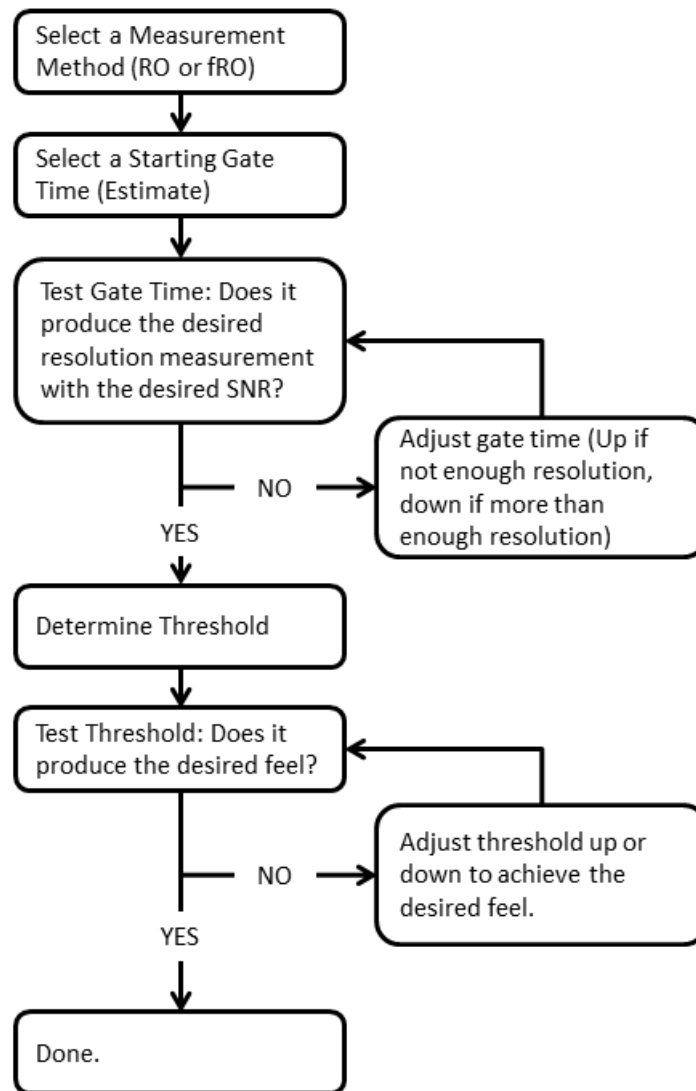 Select a Measurement
Method (RO or fRO)
Select a Starting Gate
Time (Estimate)
Test Gate Time: Does it
produce the desired
resolution measurement
with the desired SNR?
NO
Adjust gate time (Up if
not enough resolution,
down if more than
enough resolution)
YES
Determine Threshold
Test Threshold: Does it
produce the desired feel?
NO
Adjust threshold up or
down to achieve the
desired feel.
YES
Done.